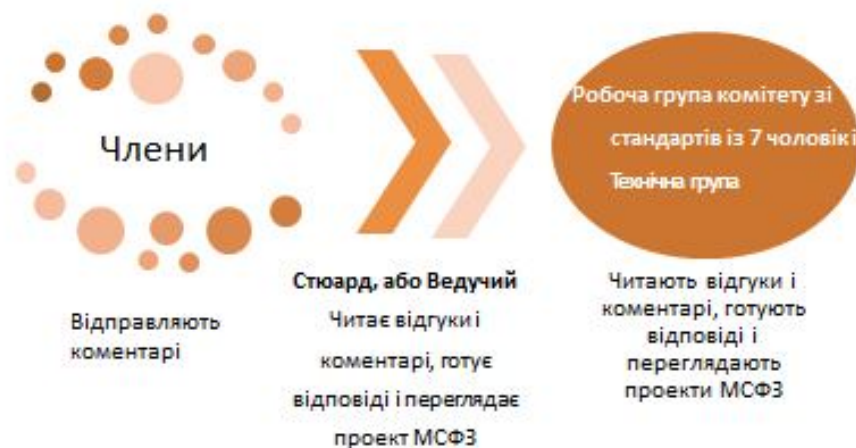 Члени
Відправляють
коментарі
Стюард, або Ведучий
Читає відгуки і
коментарі, готує
відповіді і переглядає
проект МСФЗ
Робоча група комітету зі
стандартів із 7 чоловік і
Технічна група
Читають відгуки і
коментарі, готують
відповіді і
переглядають
проекти МСФЗ